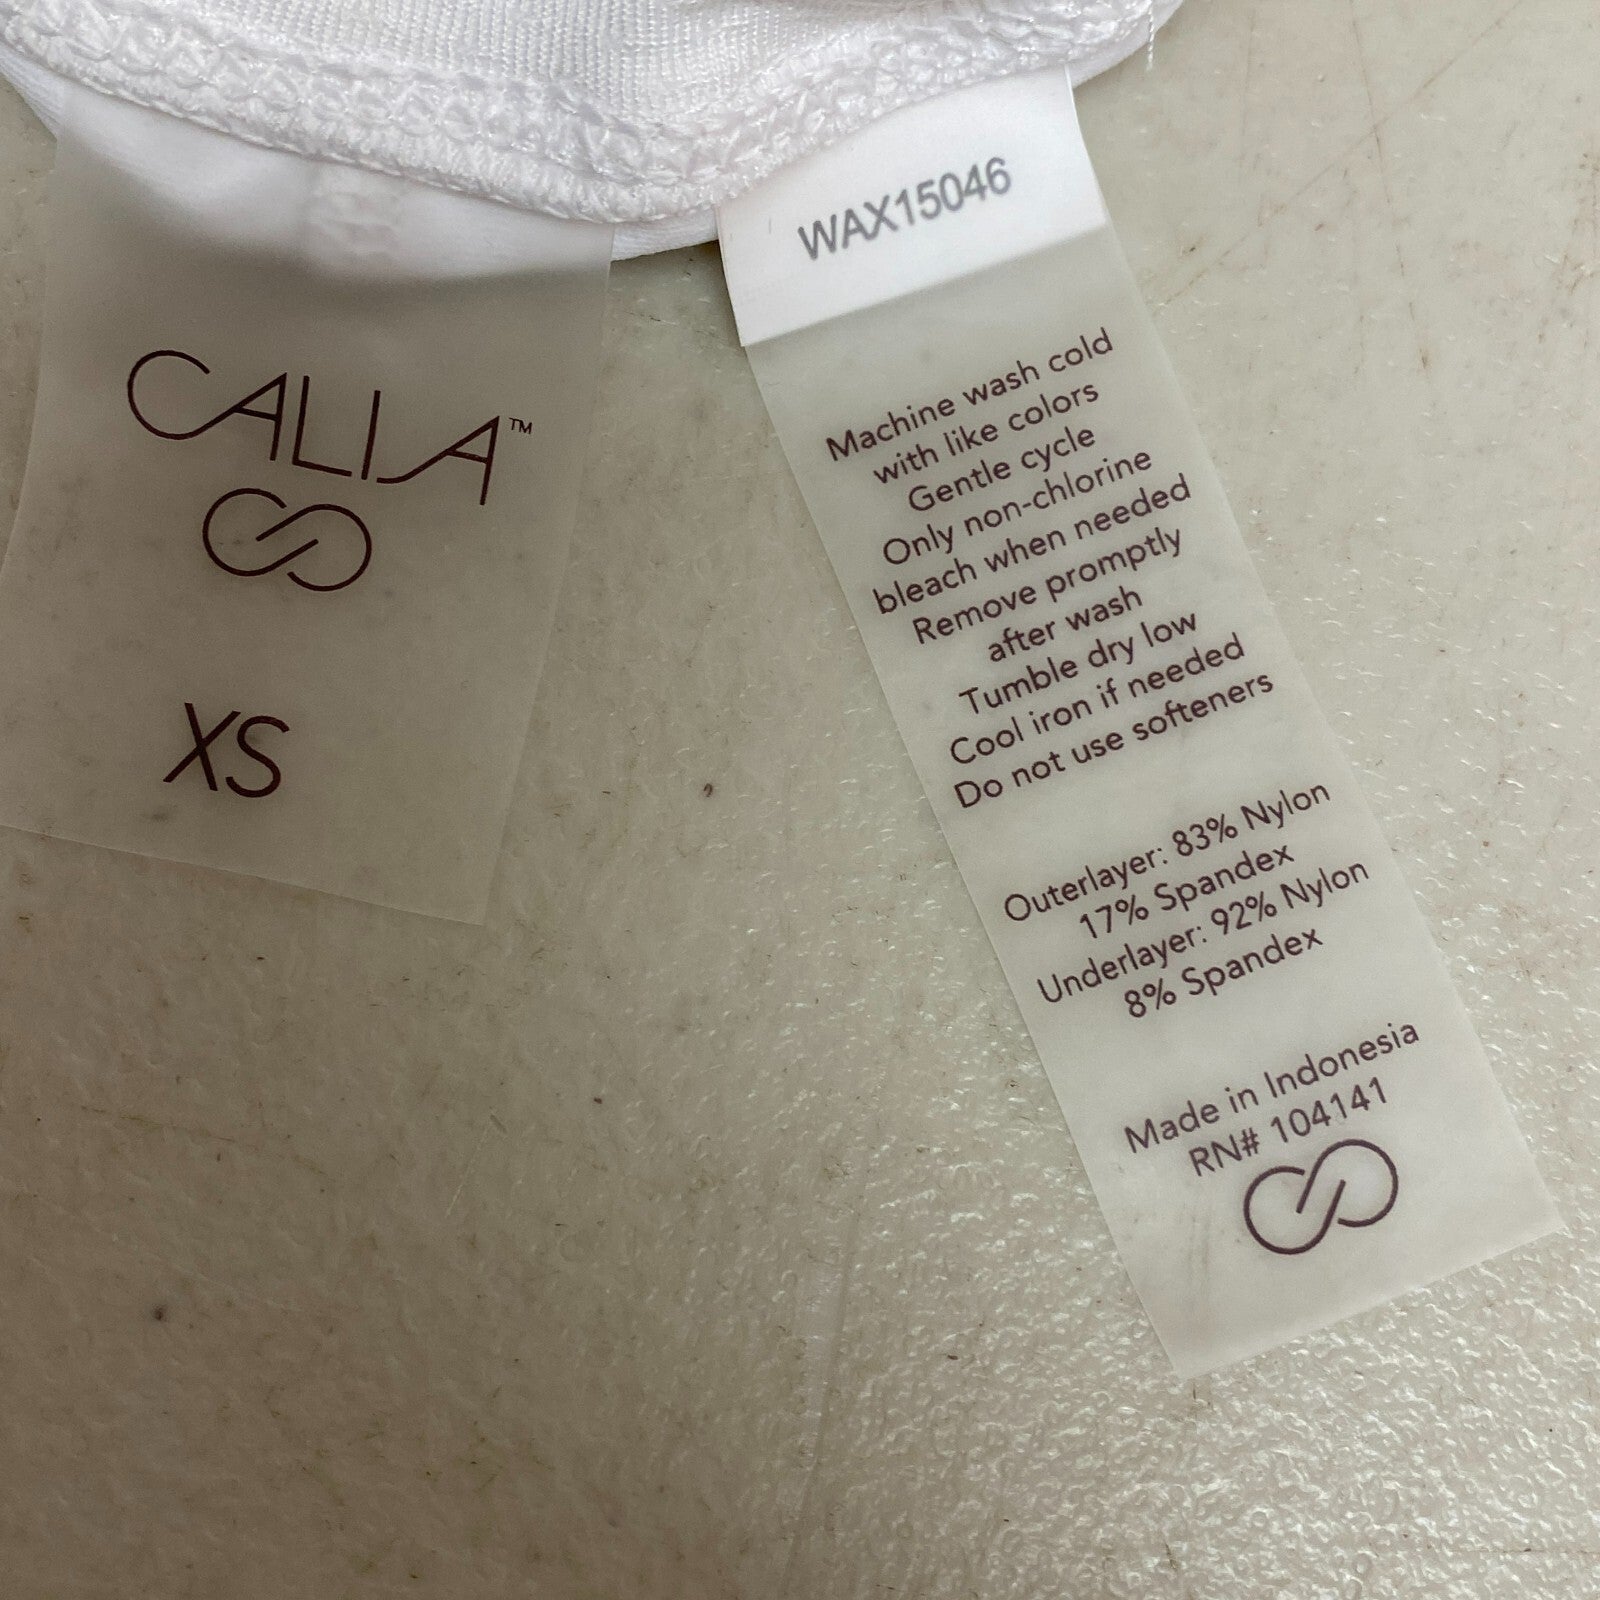 CALIA™
XS
WAX15046
Machine wash cold
with like colors
Gentle cycle
Only non-chlorine
bleach when needed
Remove promptly
after wash
Tumble dry low
Cool iron if needed
Do not use softeners
Outerlayer: 83% Nylon
17% Spandex
Underlayer: 92% Nylon
8% Spandex
Made in Indonesia
RN# 104141